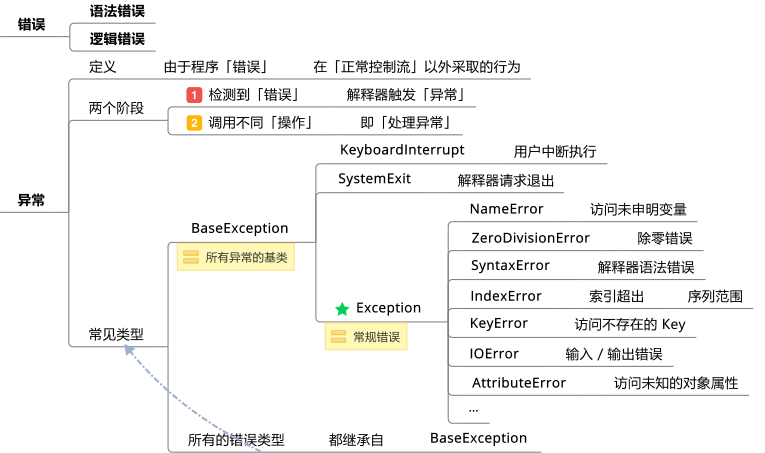 错误
语法错误
逻辑错误
异常
定义 由于程序「错误」 在「正常控制流」以外采取的行为
两个阶段
1 检测到「错误」 解释器触发「异常」
2 调用不同「操作」 即「处理异常」
常见类型
BaseException
所有异常的基类
KeyboardInterrupt 用户中断执行
SystemExit 解释器请求退出
Exception
常规错误
NameError 访问未申明变量
ZeroDivisionError 除零错误
SyntaxError 解释器语法错误
IndexError 索引超出 序列范围
KeyError 访问不存在的 Key
IOError 输入 / 输出错误
AttributeError 访问未知的对象属性
...
所有的错误类型 都继承自 BaseException